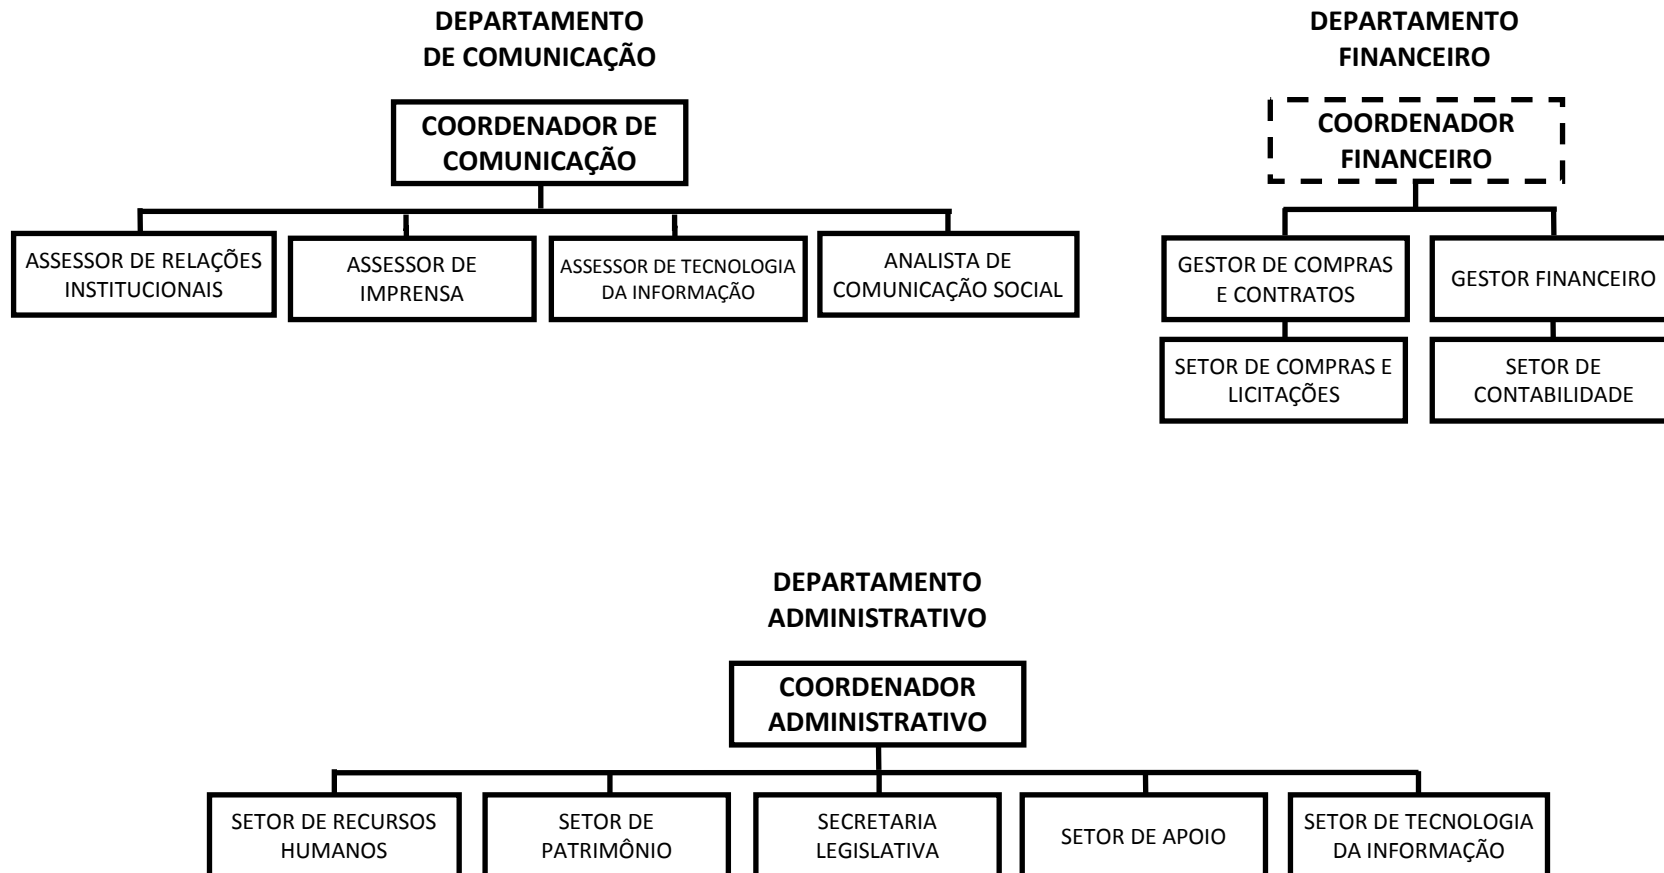 DEPARTAMENTO
DE COMUNICAÇÃO
COORDENADOR DE
COMUNICAÇÃO
ASSESSOR DE RELAÇÕES
INSTITUCIONAIS
ASSESSOR DE
IMPRENSA
ASSESSOR DE TECNOLOGIA
DA INFORMAÇÃO
ANALISTA DE
COMUNICAÇÃO SOCIAL
DEPARTAMENTO
FINANCEIRO
COORDENADOR
FINANCEIRO
GESTOR DE COMPRAS
E CONTRATOS
GESTOR FINANCEIRO
SETOR DE COMPRAS E
LICITAÇÕES
SETOR DE
CONTABILIDADE
DEPARTAMENTO
ADMINISTRATIVO
COORDENADOR
ADMINISTRATIVO
SETOR DE RECURSOS
HUMANOS
SETOR DE
PATRIMÔNIO
SECRETARIA
LEGISLATIVA
SETOR DE APOIO
SETOR DE TECNOLOGIA
DA INFORMAÇÃO